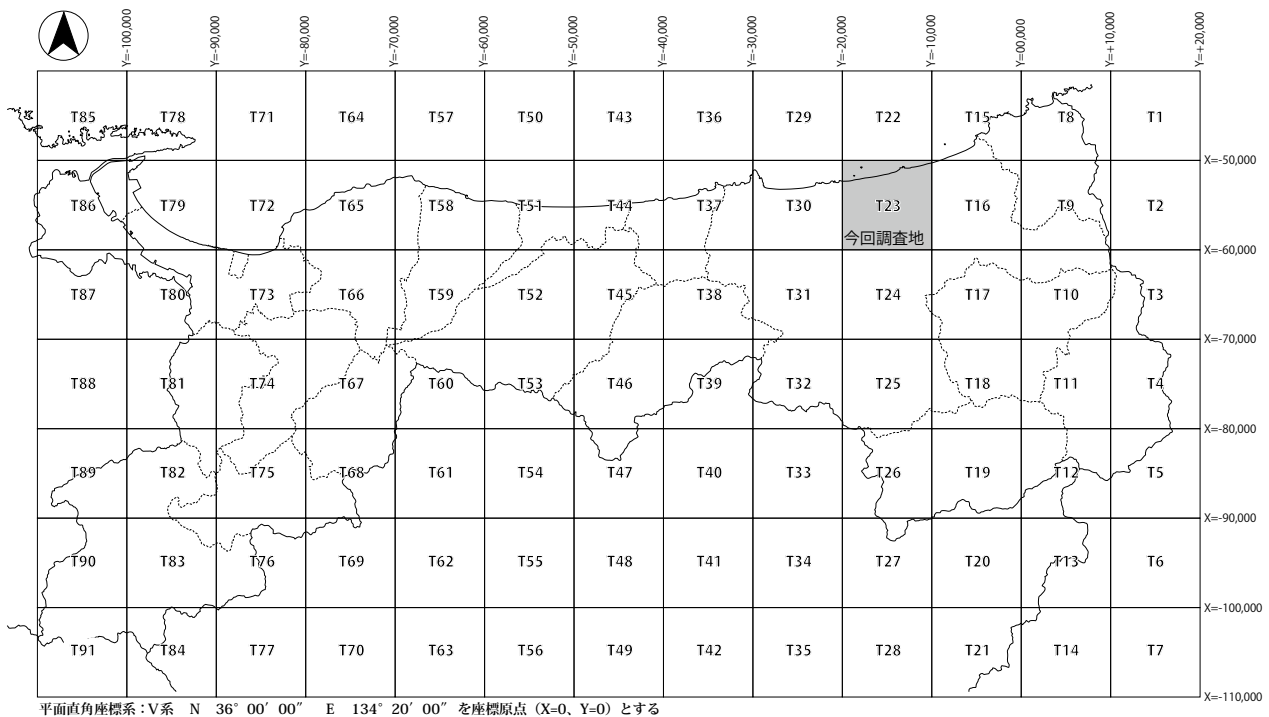 Y=-100,000 Y=-90,000 Y=-80,000 Y=-70,000 Y=-60,000 Y=-50,000 Y=-40,000 Y=-30,000 Y=-20,000 Y=-10,000 Y=00,000 Y=+10,000 Y=+20,000
T85 T78 T71 T64 T57 T50 T43 T36 T29 T22 T15 T8 T1
X=-50,000
T86 T79 T72 T65 T58 T51 T44 T37 T30 T23 T16 T9 T2
今回調査地
X=-60,000
T87 T80 T73 T66 T59 T52 T45 T38 T31 T24 T17 T10 T3
X=-70,000
T88 T81 T74 T67 T60 T53 T46 T39 T32 T25 T18 T11 T4
X=-80,000
T89 T82 T75 T68 T61 T54 T47 T40 T33 T26 T19 T12 T5
X=-90,000
T90 T83 T76 T69 T62 T55 T48 T41 T34 T27 T20 T13 T6
X=-100,000
T91 T84 T77 T70 T63 T56 T49 T42 T35 T28 T21 T14 T7
X=-110,000
平面直角座標系：Ⅴ系　N　36°00′00″　E　134°20′00″を座標原点（X=0、Y=0）とする